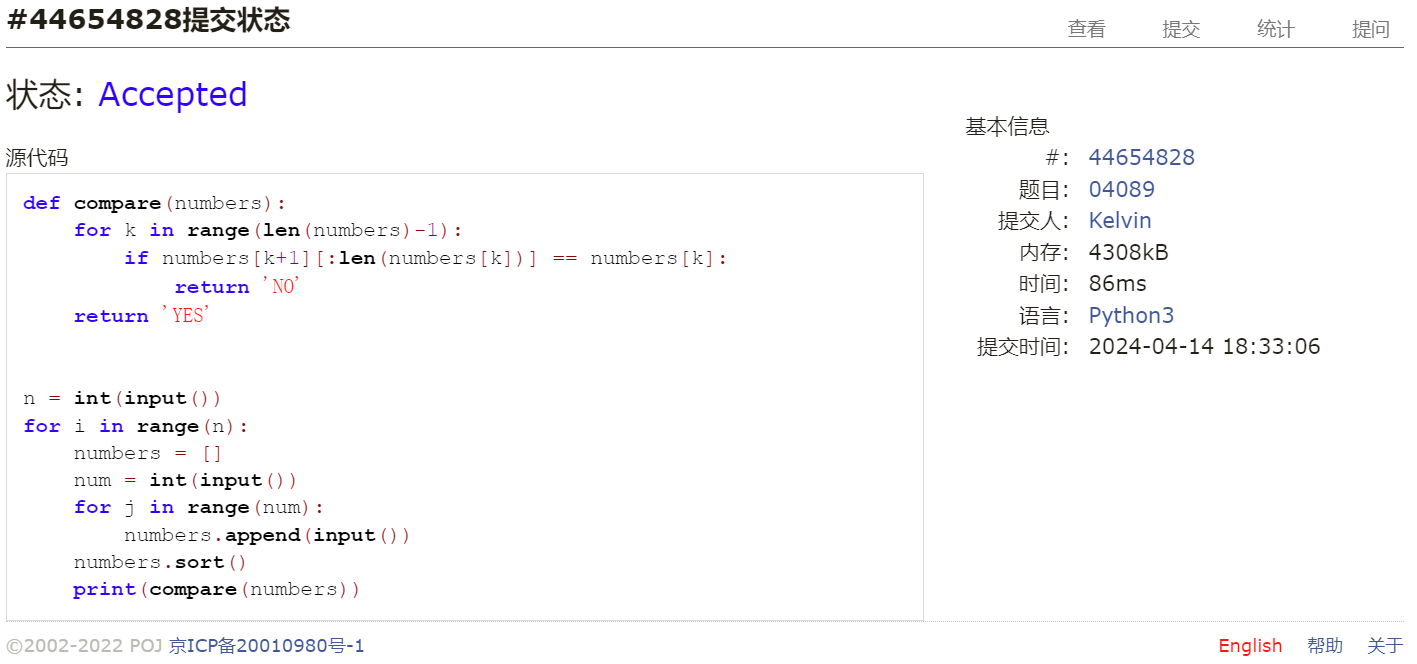 #44654828提交状态
查看 提交 统计 提问
状态: Accepted
源代码
def compare(numbers):
    for k in range(len(numbers)-1):
        if numbers[k+1][:len(numbers[k])] == numbers[k]:
            return 'NO'
    return 'YES'
n = int(input())
for i in range(n):
    numbers = []
    num = int(input())
    for j in range(num):
        numbers.append(input())
    numbers.sort()
    print(compare(numbers))
基本信息
#: 44654828
题目: 04089
提交人: Kelvin
内存: 4308kB
时间: 86ms
语言: Python3
提交时间: 2024-04-14 18:33:06
©2002-2022 POJ 京ICP备20010980号-1
English 帮助 关于